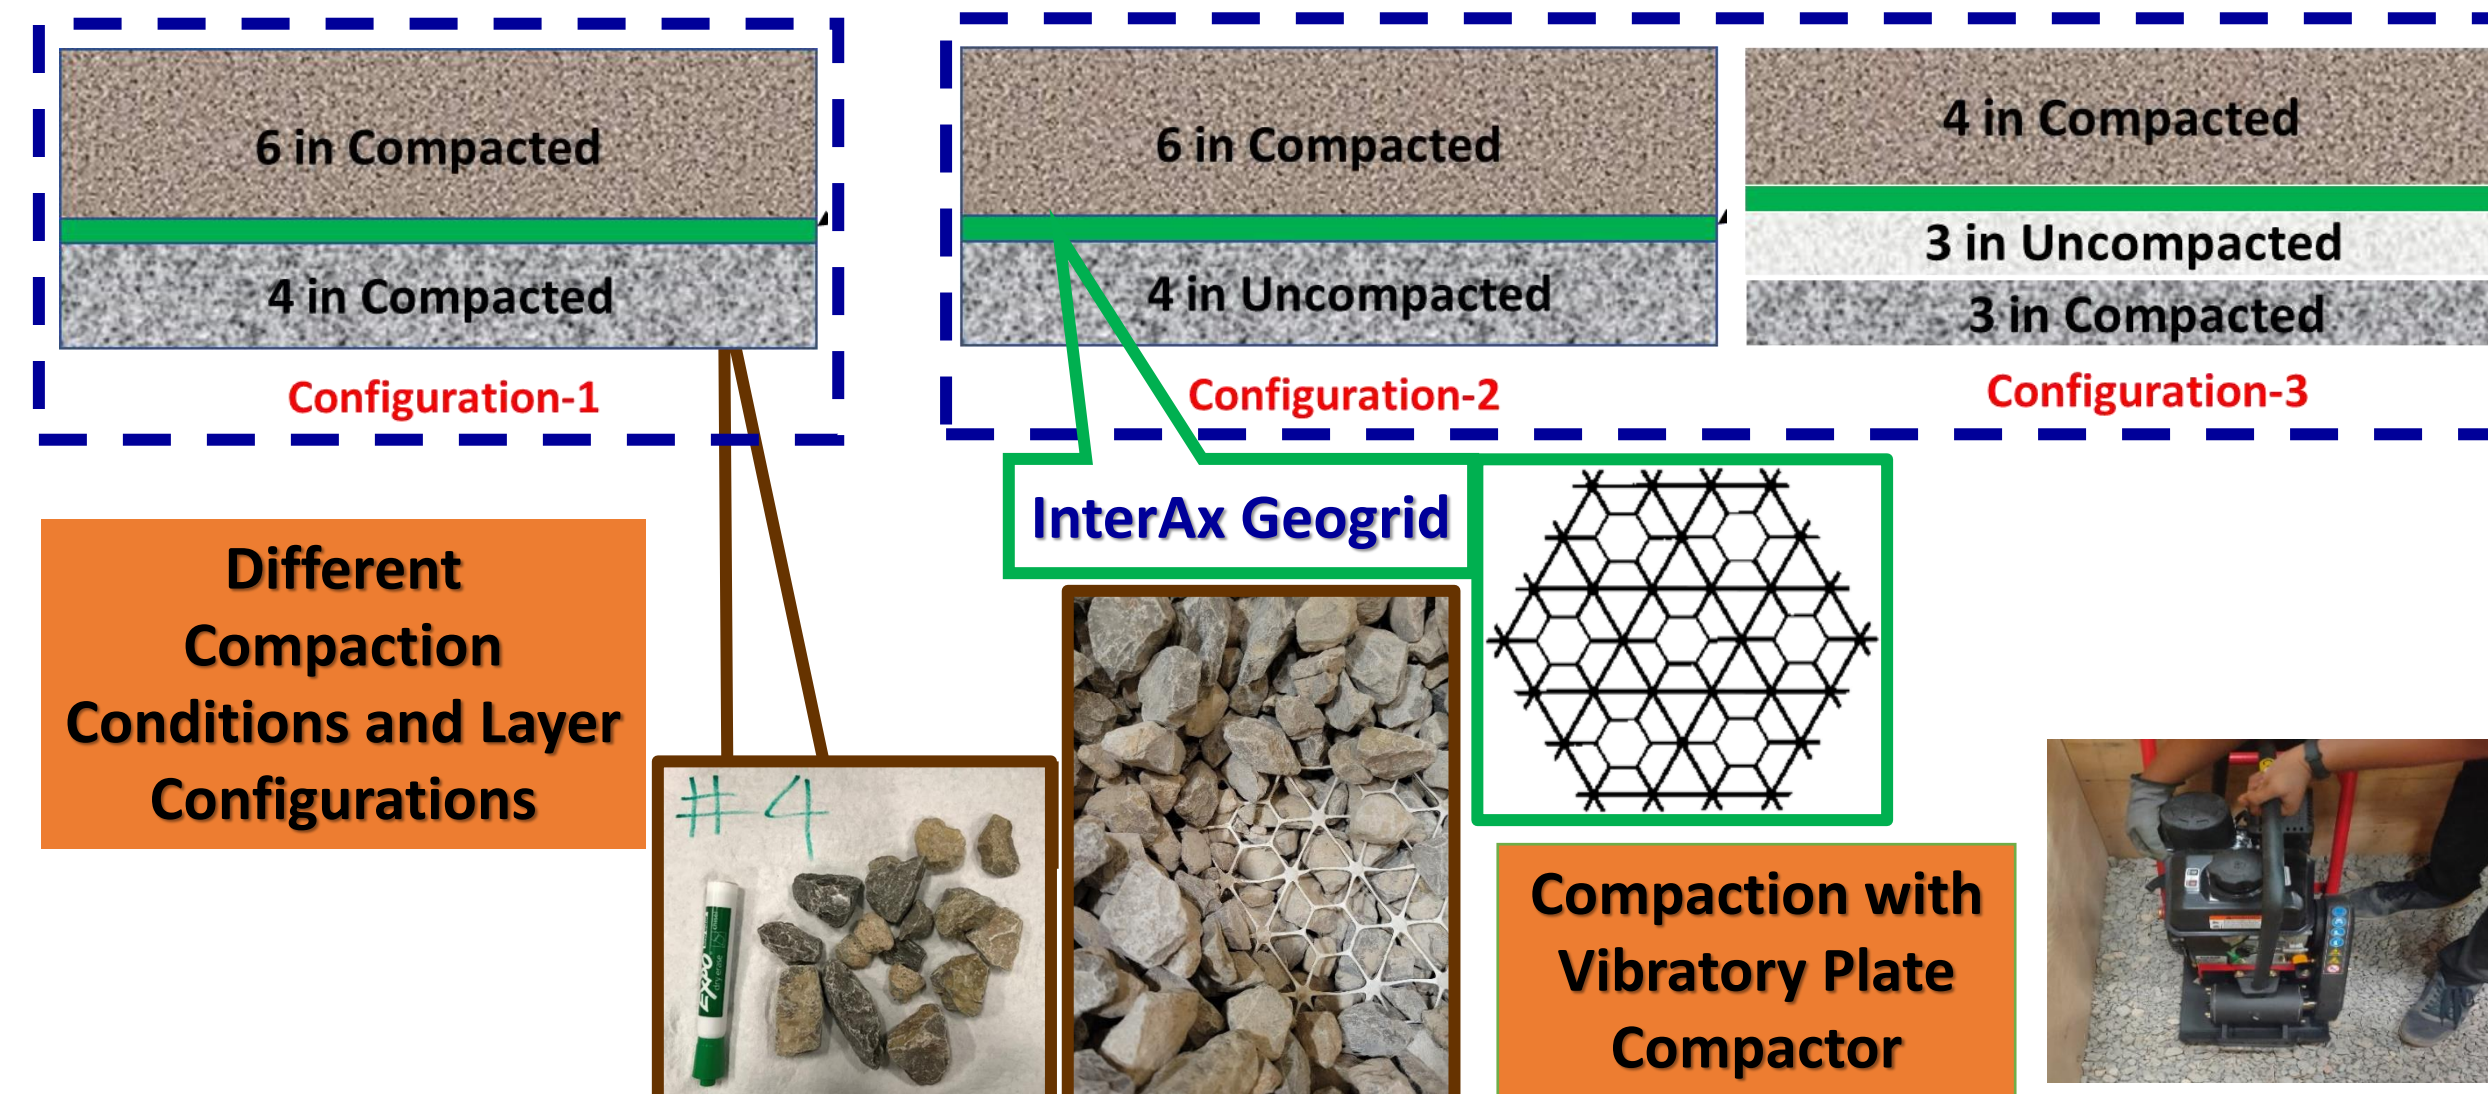 6 in Compacted
4 in Compacted
Configuration-1
6 in Compacted
4 in Uncompacted
Configuration-2
4 in Compacted
3 in Uncompacted
3 in Compacted
Configuration-3
InterAx Geogrid
Different
Compaction
Conditions and Layer
Configurations
#4
EXPO
dry erase
Compaction with
Vibratory Plate
Compactor